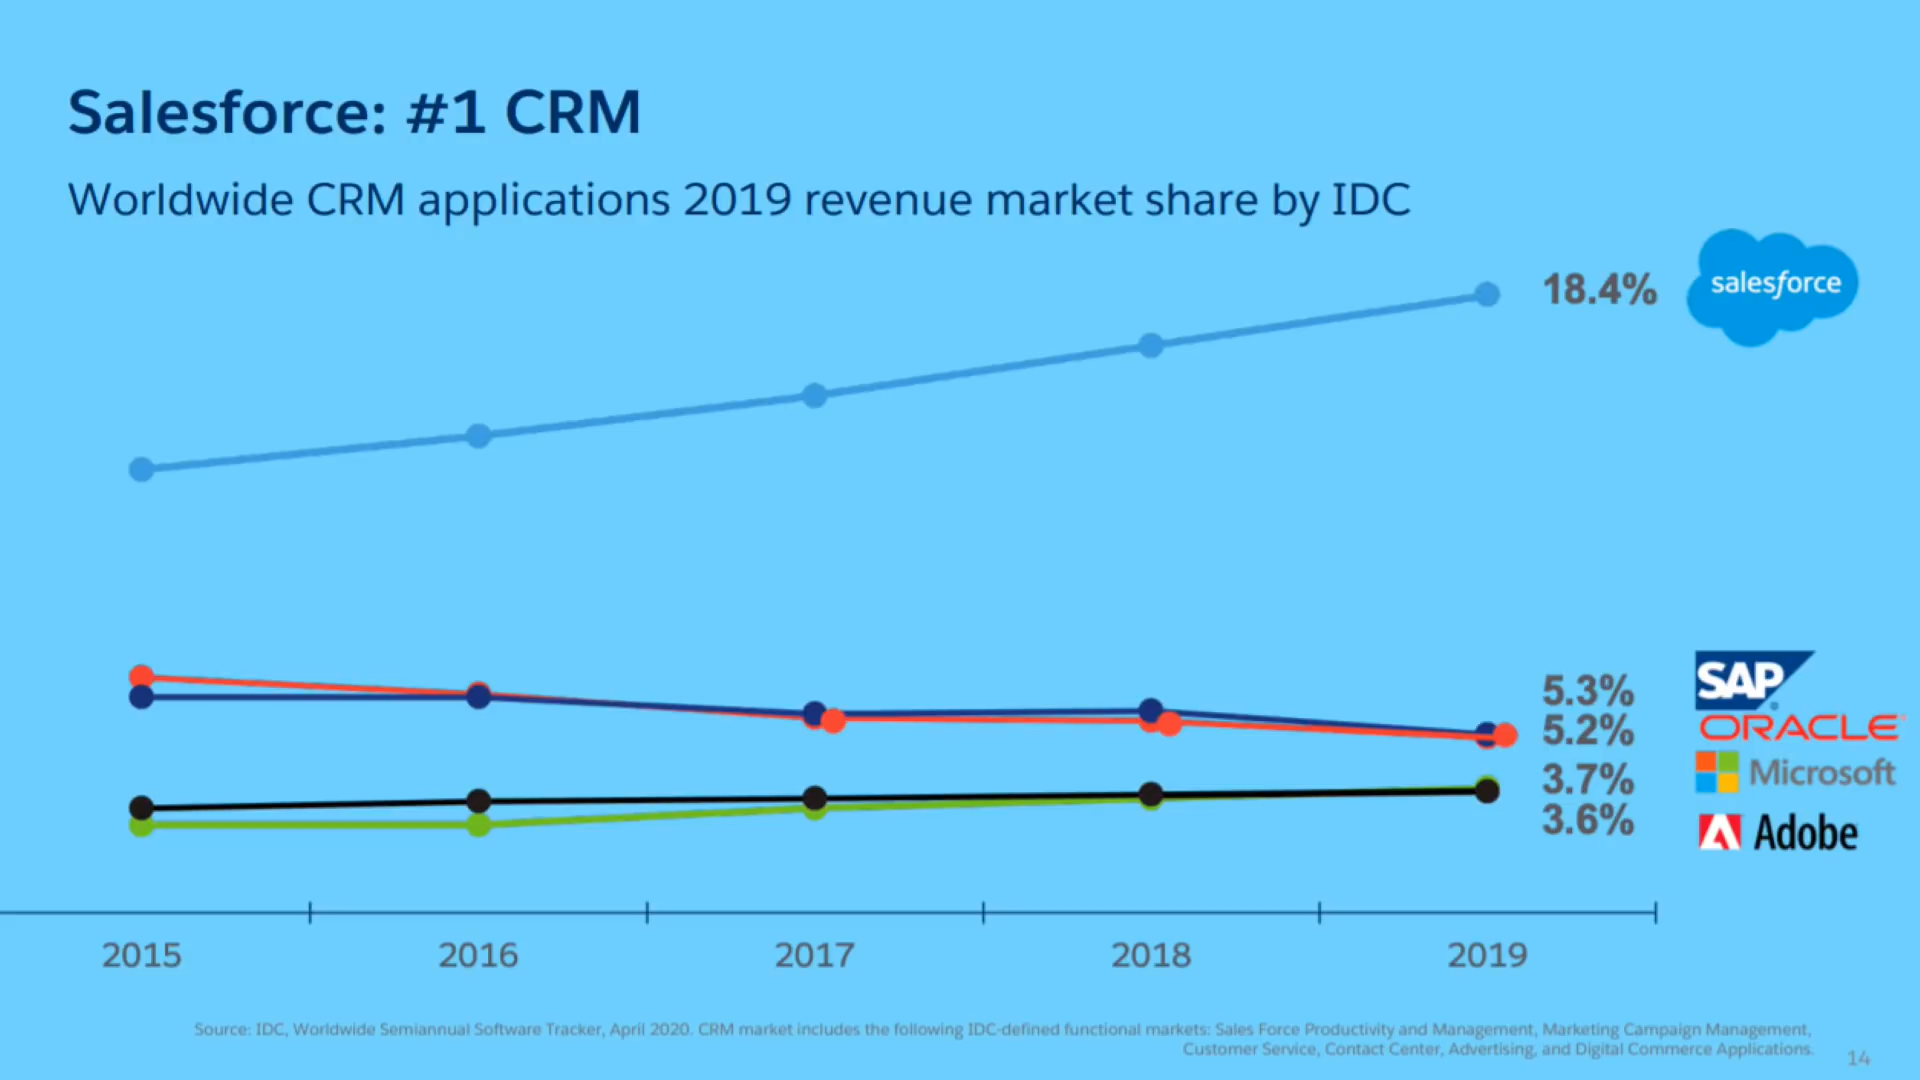 Salesforce: #1 CRM
Worldwide CRM applications 2019 revenue market share by IDC
18.4% salesforce
5.3% SAP
5.2% ORACLE
3.7% Microsoft
3.6% Adobe
2015 2016 2017 2018 2019
Source: IDC, Worldwide Semiannual Software Tracker, April 2020. CRM market includes the following IDC-defined functional markets: Sales Force Productivity and Management, Marketing Campaign Management,
Customer Service, Contact Center, Advertising, and Digital Commerce Applications.
14